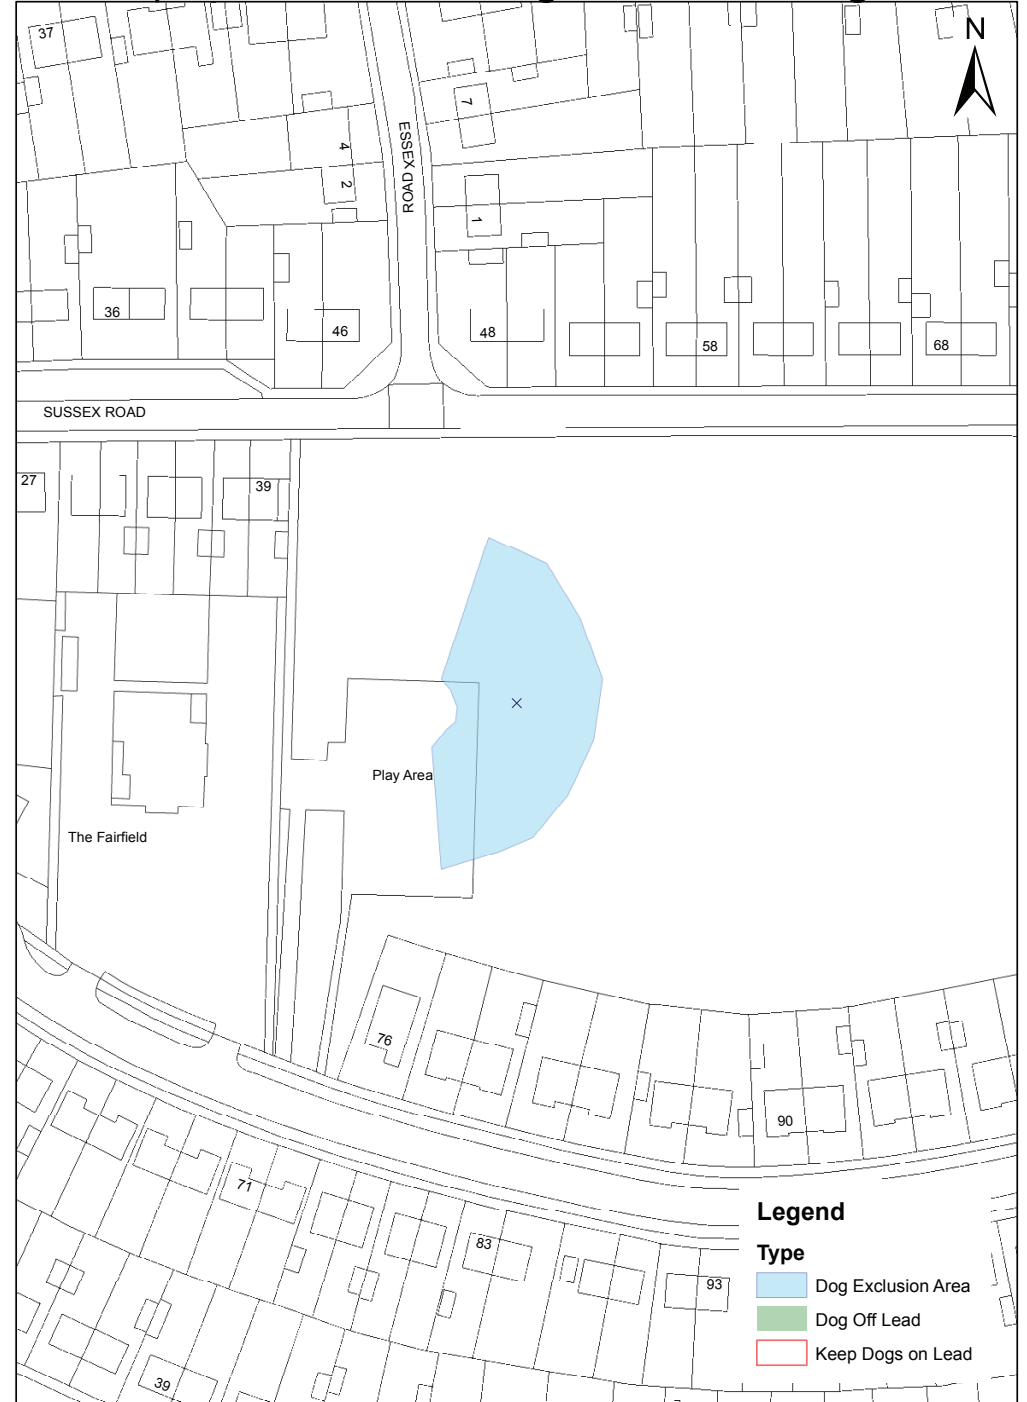 37
N
7
4
ESSEX ROAD
2
1
36
46
48
58
68
SUSSEX ROAD
27
39
Play Area
The Fairfield
76
90
71
83
93
39
Legend
Type
Dog Exclusion Area
Dog Off Lead
Keep Dogs on Lead